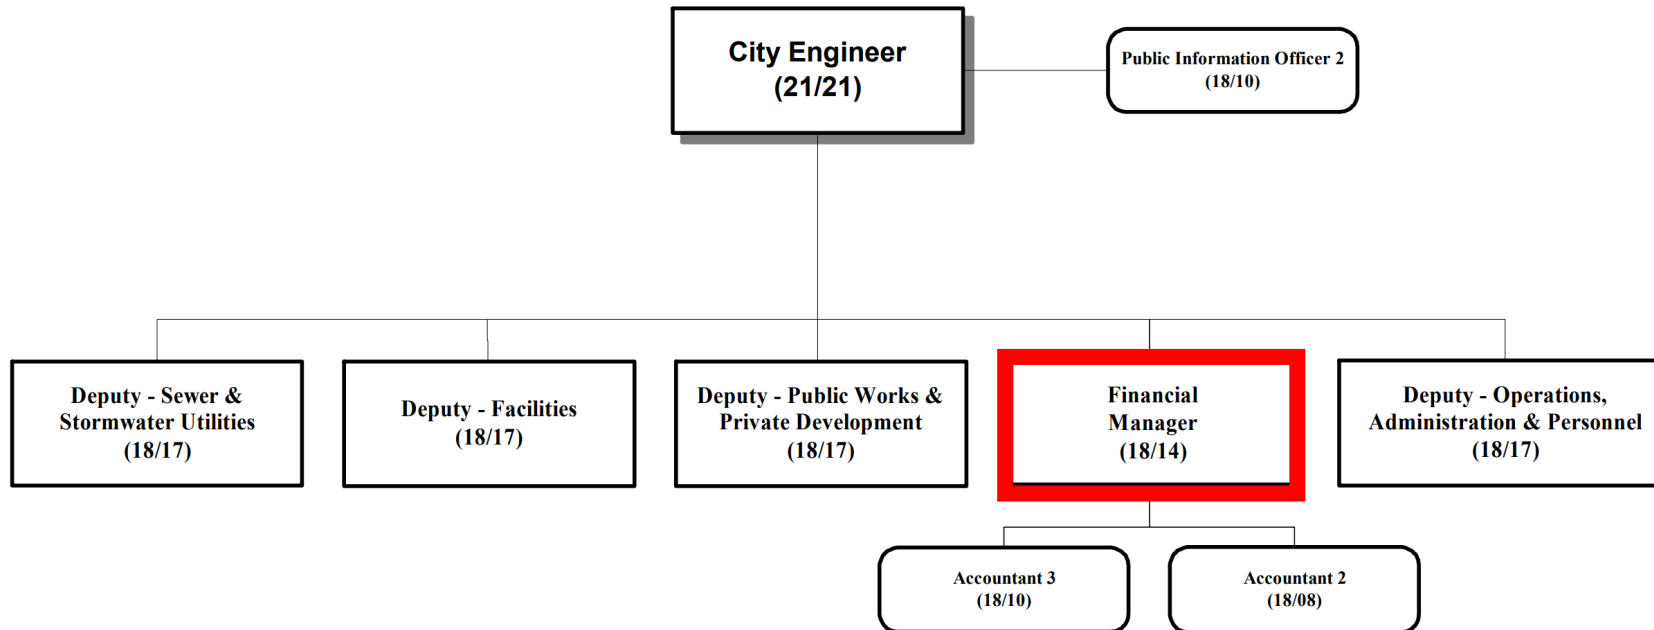 City Engineer
(21/21)
Public Information Officer 2
(18/10)
Deputy - Sewer &
Stormwater Utilities
(18/17)
Deputy - Facilities
(18/17)
Deputy - Public Works &
Private Development
(18/17)
Financial
Manager
(18/14)
Deputy - Operations,
Administration & Personnel
(18/17)
Accountant 3
(18/10)
Accountant 2
(18/08)